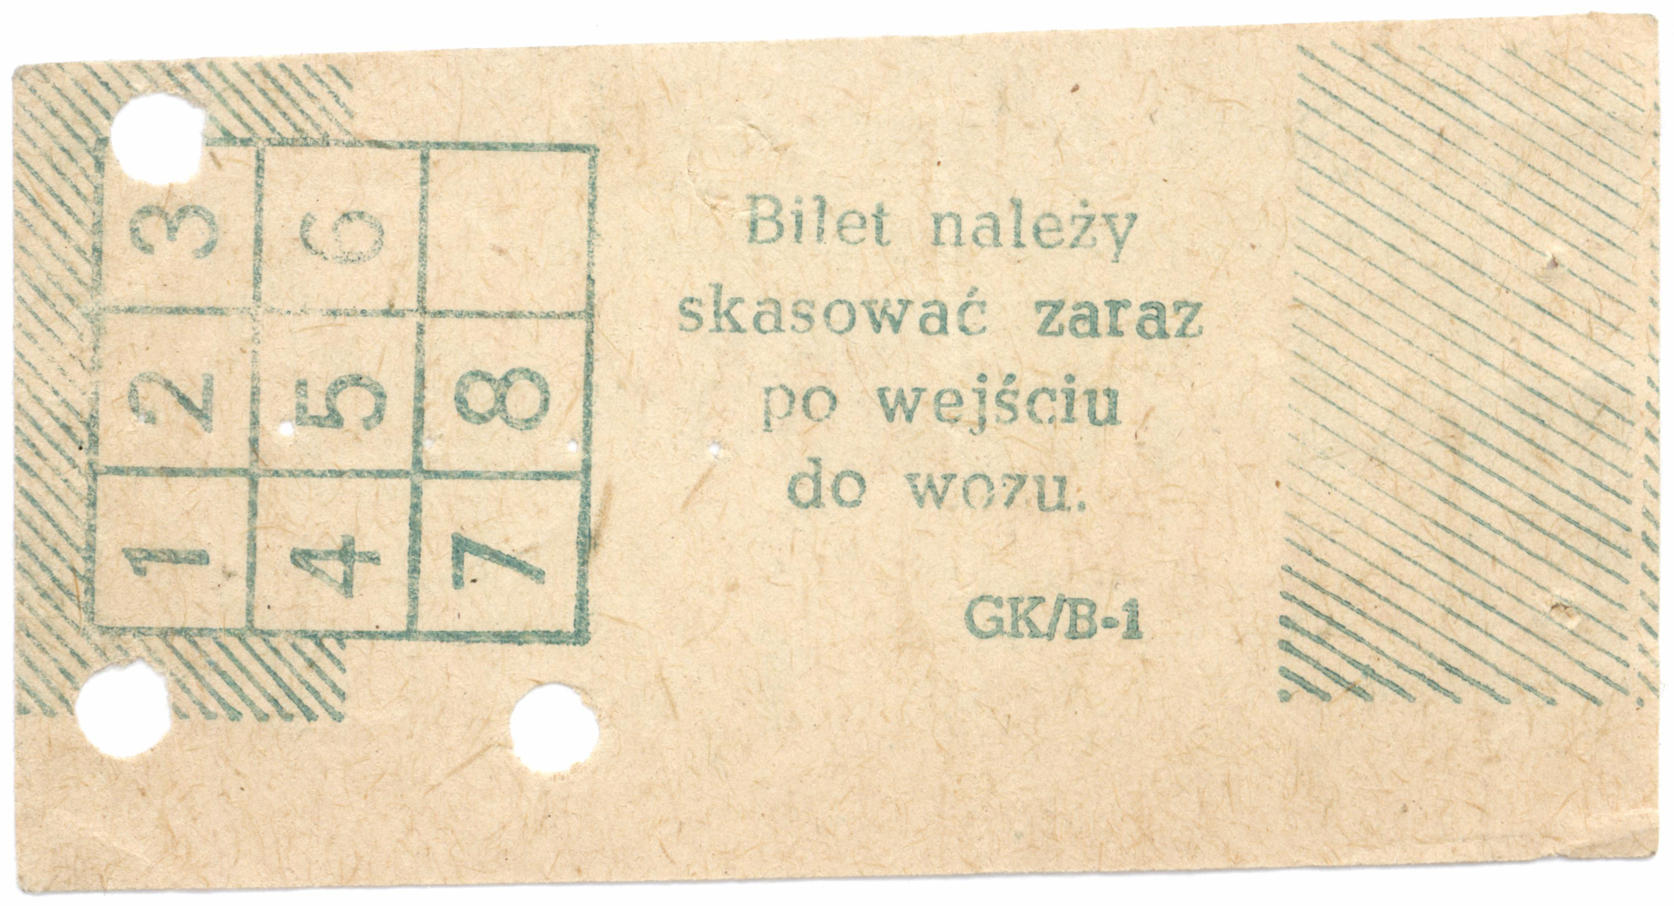 1 2 3
4 5 6
7 8
Bilet należy
skasować zaraz
po wejściu
do wozu.
GK/B-1